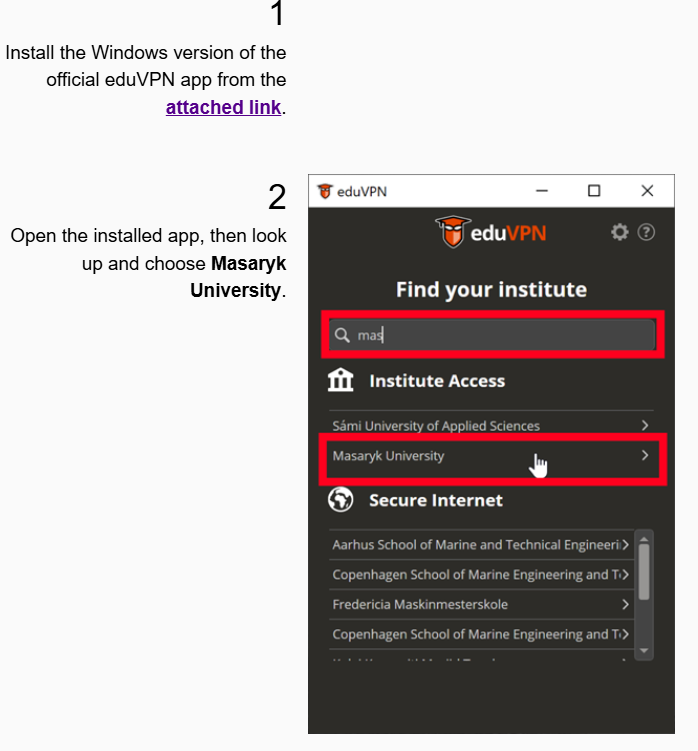 1
Install the Windows version of the
official eduVPN app from the
attached link.
2
Open the installed app, then look
up and choose Masaryk
University.
eduVPN
eduVPN
Find your institute
mas
Institute Access
Sámi University of Applied Sciences
Masaryk University
Secure Internet
Aarhus School of Marine and Technical Engineeri
Copenhagen School of Marine Engineering and T
Fredericia Maskinmesterskole
Copenhagen School of Marine Engineering and T